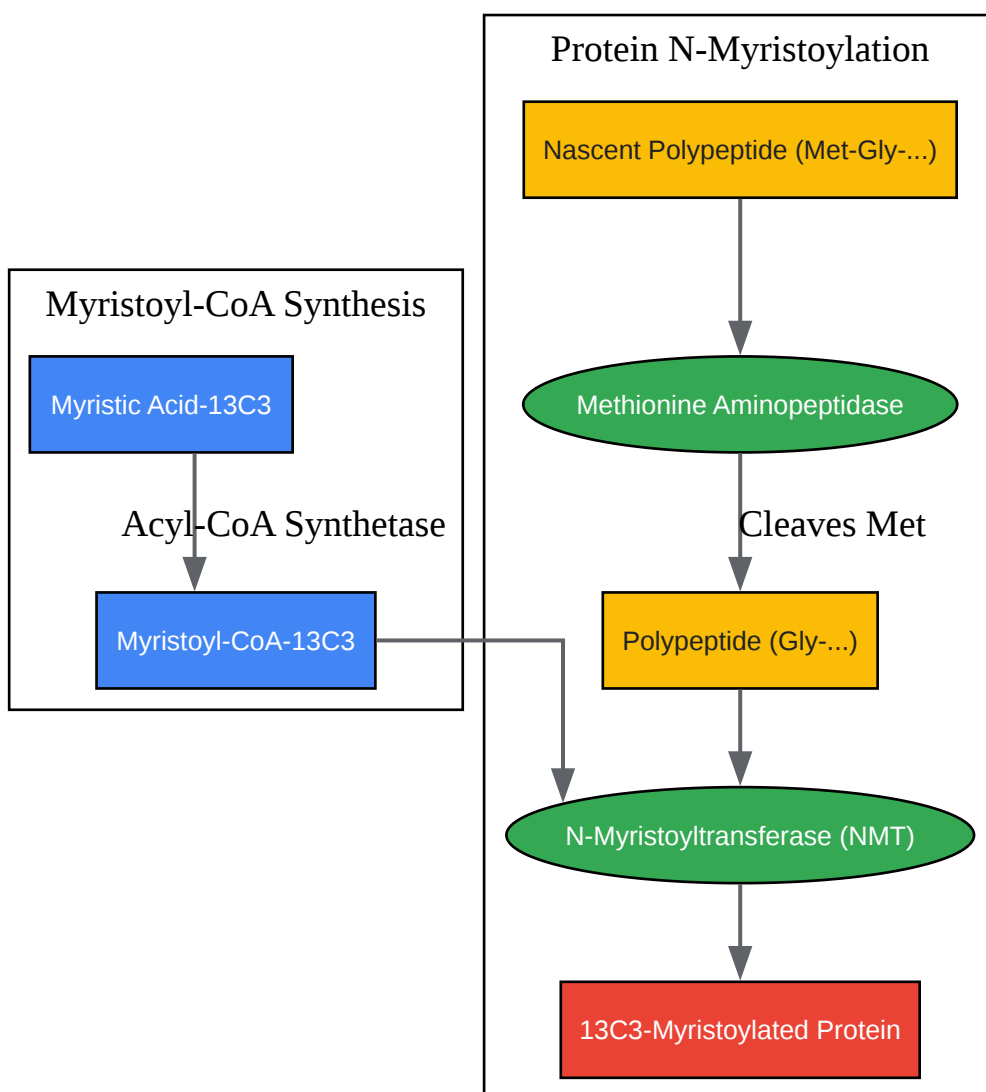 Protein N-Myristoylation
Nascent Polypeptide (Met-Gly-...)
Methionine Aminopeptidase
Cleaves Met
Polypeptide (Gly-...)
N-Myristoyltransferase (NMT)
13C3-Myristoylated Protein
Myristoyl-CoA Synthesis
Myristic Acid-13C3
Acyl-CoA Synthetase
Myristoyl-CoA-13C3